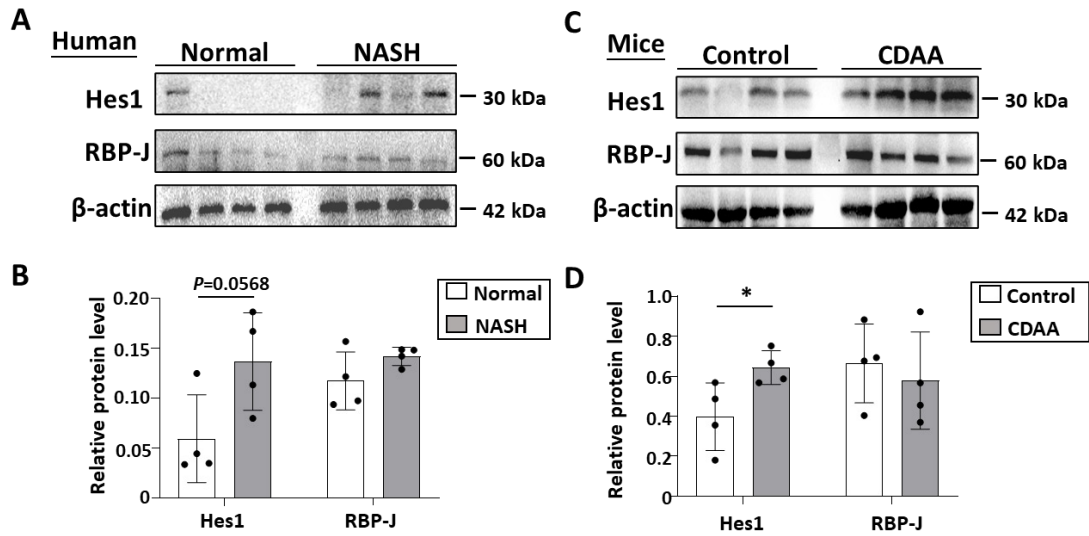 A
Human
Normal
NASH
Hes1
30 kDa
RBP-J
60 kDa
β-actin
42 kDa
B
P=0.0568
Normal
NASH
Relative protein level
0.20
0.15
0.10
0.05
0
Hes1
RBP-J
C
Mice
Control
CDAA
Hes1
30 kDa
RBP-J
60 kDa
β-actin
42 kDa
D
*
Control
CDAA
Relative protein level
1.0
0.8
0.6
0.4
0.2
0
Hes1
RBP-J